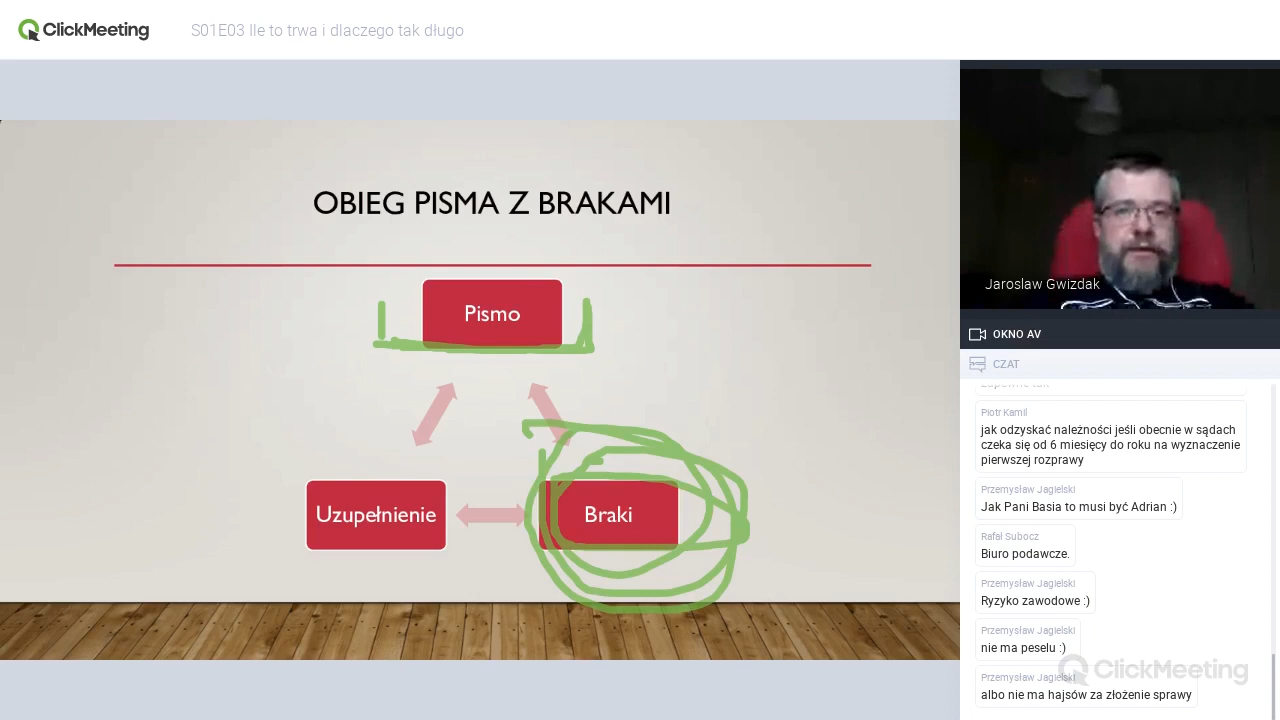 ClickMeeting
S01E03 Ile to trwa i dlaczego tak długo
OBIEG PISMA Z BRAKAMI
Pismo
Uzupełnienie
Braki
Jaroslaw Gwizdak
OKNO AV
CZAT
zapewne tak
Piotr Kamil
jak odzyskać należności jeśli obecnie w sądach
czeka się od 6 miesięcy do roku na wyznaczenie
pierwszej rozprawy
Przemysław Jagielski
Jak Pani Basia to musi być Adrian :)
Rafał Subocz
Biuro podawcze.
Przemysław Jagielski
Ryzyko zawodowe :)
Przemysław Jagielski
nie ma peselu :)
Przemysław Jagielski
albo nie ma hajsów za złożenie sprawy
ClickMeeting